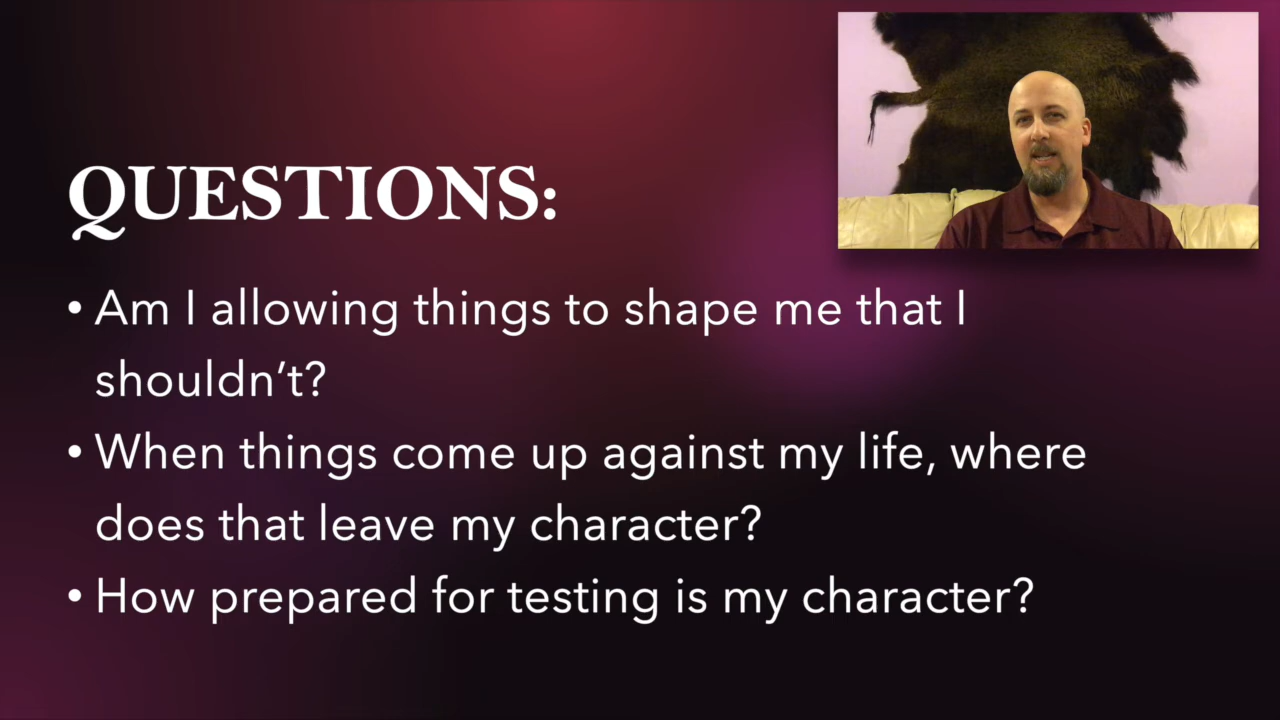 QUESTIONS:
• Am I allowing things to shape me that I
shouldn’t?
• When things come up against my life, where
does that leave my character?
• How prepared for testing is my character?